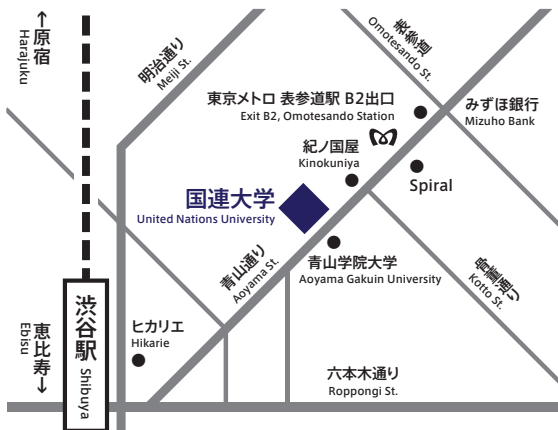 ←原宿
Harajuku
明治通り
Meiji St.
表参道
Omotesando St.
東京メトロ 表参道駅 B2出口
Exit B2, Omotesando Station
みずほ銀行
Mizuho Bank
紀ノ国屋
Kinokuniya
Spiral
国連大学
United Nations University
青山通り
Aoyama St.
青山学院大学
Aoyama Gakuin University
骨董通り
Kotto St.
渋谷駅
Shibuya
恵比寿→
Ebisu
ヒカリエ
Hikarie
六本木通り
Roppongi St.